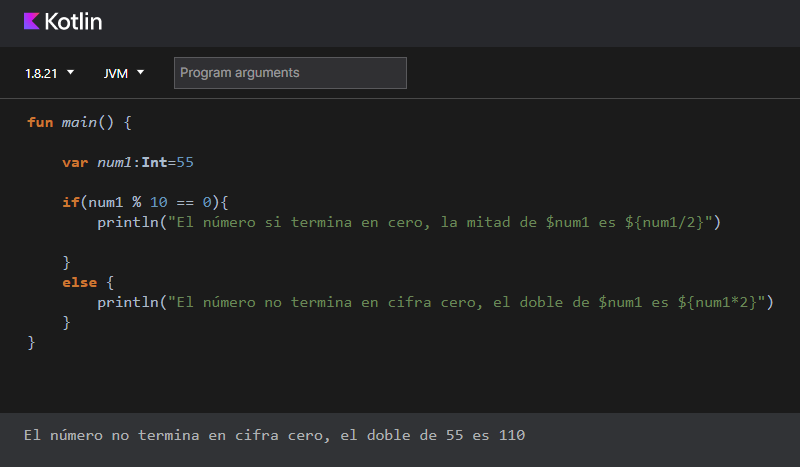 Kotlin
1.8.21 JVM Program arguments
fun main() {
var num1:Int=55
if(num1 % 10 == 0){
println("El número si termina en cero, la mitad de $num1 es ${num1/2}")
}
else {
println("El número no termina en cifra cero, el doble de $num1 es ${num1*2}")
}
}
El número no termina en cifra cero, el doble de 55 es 110